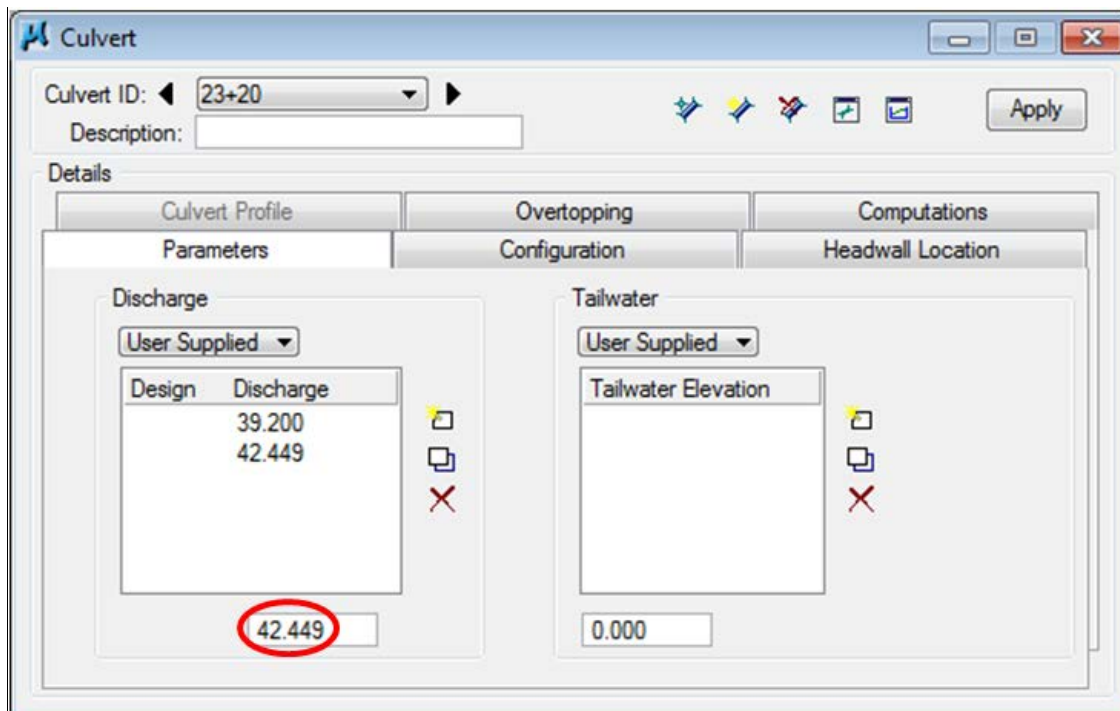 Culvert
Culvert ID: 23+20
Apply
Description:
Details
Culvert Profile Overtopping Computations
Parameters Configuration Headwall Location
Discharge
User Supplied
Design Discharge
39.200
42.449
42.449
Tailwater
User Supplied
Tailwater Elevation
0.000